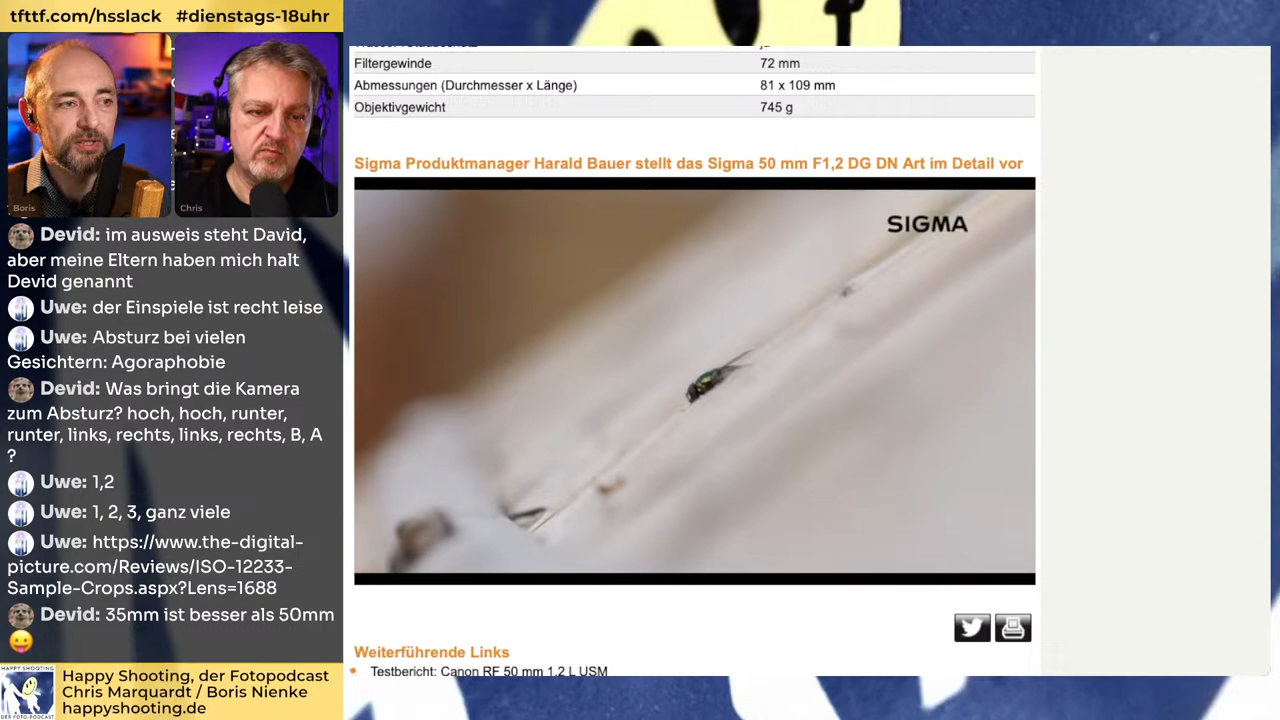 tfttf.com/hsslack #dienstags-18uhr
Boris
Chris
Devid: im ausweis steht David,
aber meine Eltern haben mich halt
Devid genannt
Uwe: der Einspiele ist recht leise
Uwe: Absturz bei vielen
Gesichtern: Agoraphobie
Devid: Was bringt die Kamera
zum Absturz? hoch, hoch, runter,
runter, links, rechts, links, rechts, B, A
?
Uwe: 1,2
Uwe: 1, 2, 3, ganz viele
Uwe: https://www.the-digital-
picture.com/Reviews/ISO-12233-
Sample-Crops.aspx?Lens=1688
Devid: 35mm ist besser als 50mm
HAPPY SHOOTING
DER FOTO-PODCAST
Happy Shooting, der Fotopodcast
Chris Marquardt / Boris Nienke
happyshooting.de
Filtergewinde 72 mm
Abmessungen (Durchmesser x Länge) 81 x 109 mm
Objektivgewicht 745 g
Sigma Produktmanager Harald Bauer stellt das Sigma 50 mm F1,2 DG DN Art im Detail vor
SIGMA
Weiterführende Links
Testbericht: Canon RF 50 mm 1.2 L USM